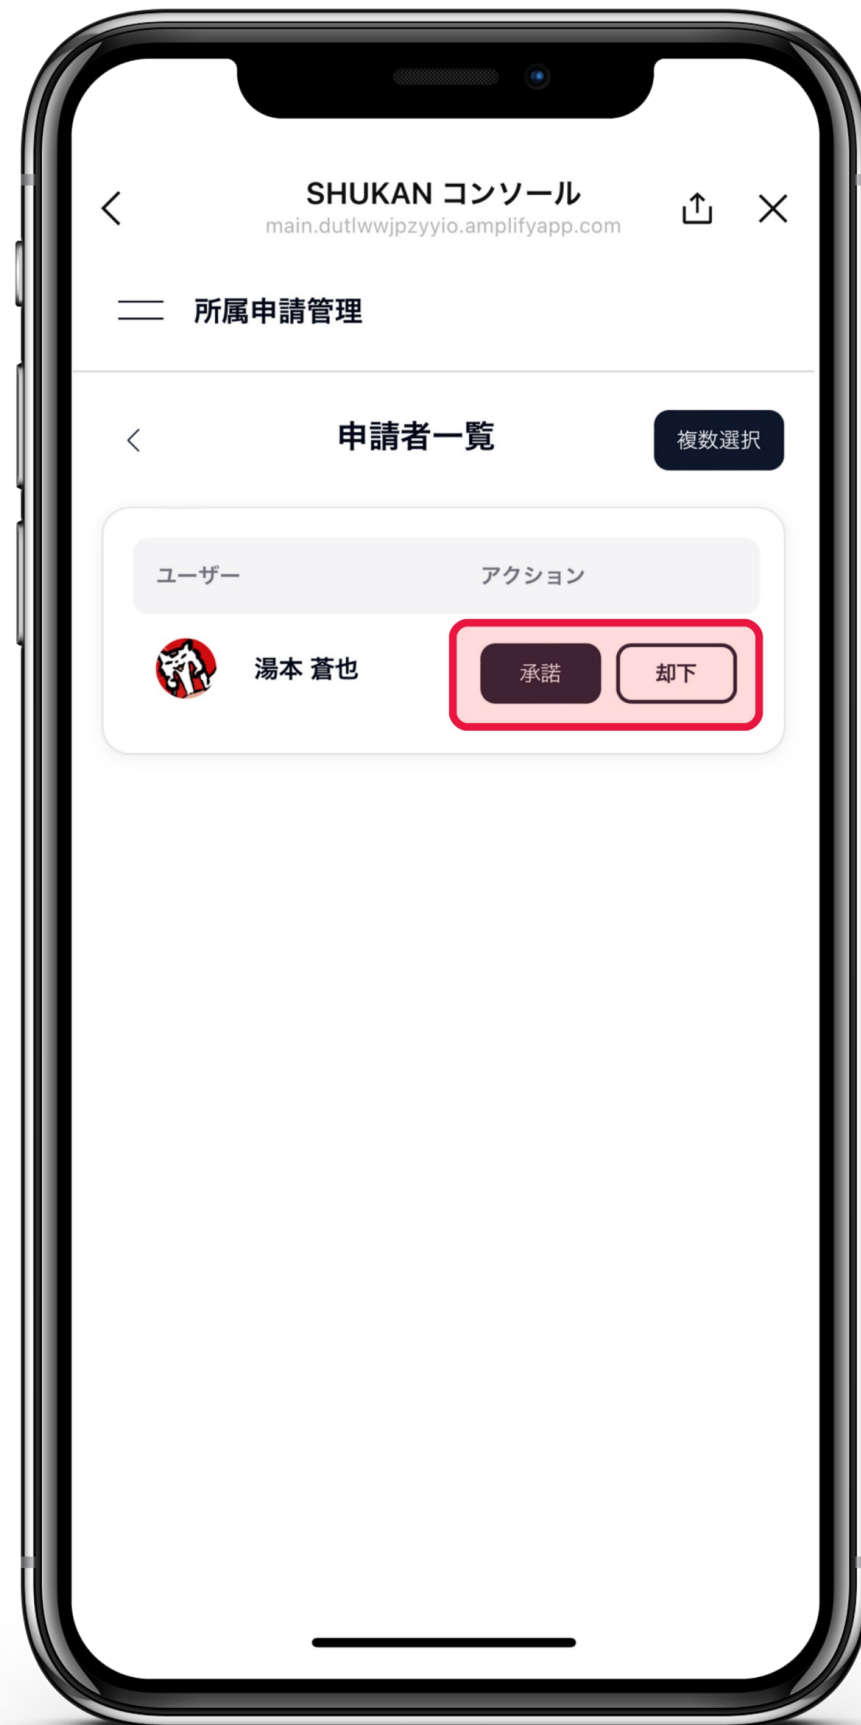 SHUKAN コンソール
main.dutlwwjpzyyio.amplifyapp.com
所属申請管理
申請者一覧
複数選択
ユーザー アクション
湯本 蒼也 承諾 却下